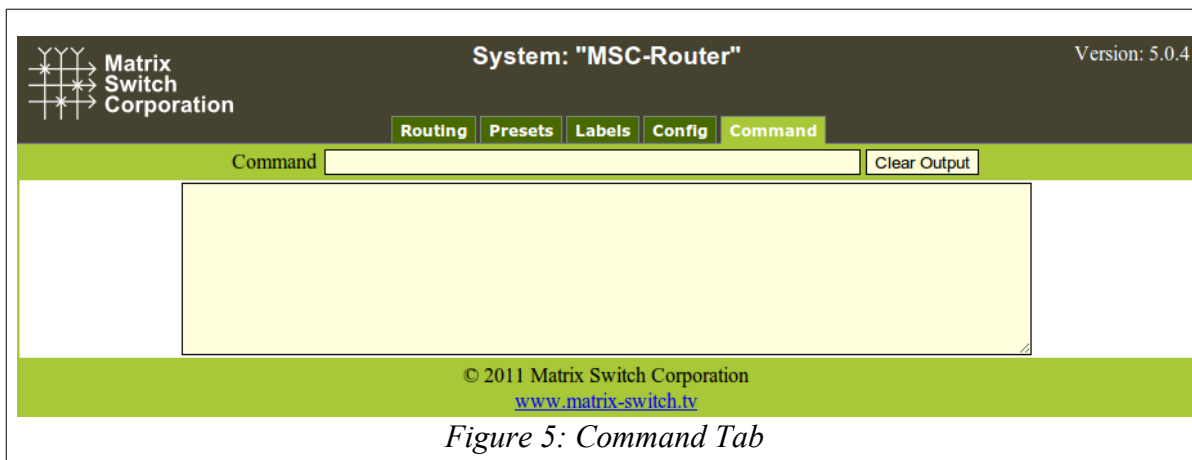 Matrix
Switch
Corporation
System: "MSC-Router"
Version: 5.0.4
Routing Presets Labels Config Command
Command Clear Output
© 2011 Matrix Switch Corporation
www.matrix-switch.tv
Figure 5: Command Tab